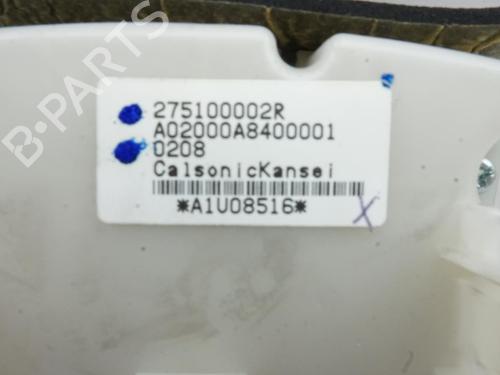 275100002R
A02000A8400001
0208
CalsonicKansei
*A1U08516*
X
B-PARTS